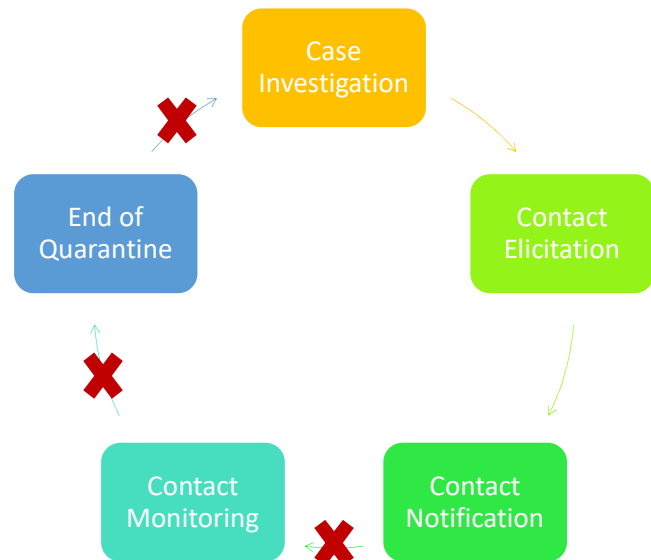 Case
Investigation
Contact
Elicitation
Contact
Notification
Contact
Monitoring
End of
Quarantine